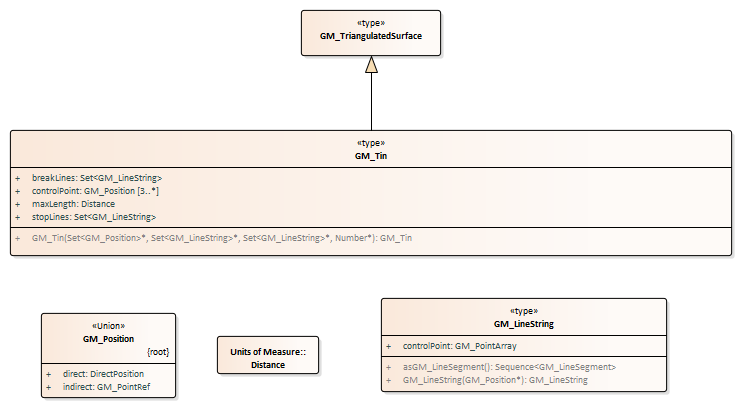 «type»
GM_TriangulatedSurface
«type»
GM_Tin
+ breakLines: Set<GM_LineString>
+ controlPoint: GM_Position [3..*]
+ maxLength: Distance
+ stopLines: Set<GM_LineString>
+ GM_Tin(Set<GM_Position>*, Set<GM_LineString>*, Set<GM_LineString>*, Number*): GM_Tin
«Union»
GM_Position
{root}
+ direct: DirectPosition
+ indirect: GM_PointRef
Units of Measure::
Distance
«type»
GM_LineString
+ controlPoint: GM_PointArray
+ asGM_LineSegment(): Sequence<GM_LineSegment>
+ GM_LineString(GM_Position*): GM_LineString